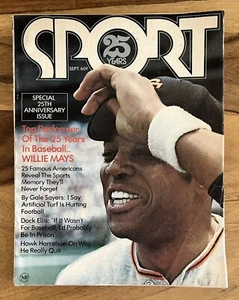 SPORT
25
YEARS
SEPT. 60¢
SPECIAL
25TH
ANNIVERSARY
ISSUE
Top Performer
Of The 25 Years
In Baseball...
WILLIE MAYS
25 Famous Americans
Reveal The Sports
Memory They'll
Never Forget
By Gale Sayers: I Say
Artificial Turf Is Hurting
Football
Dock Ellis: "If It Wasn't
For Baseball, I'd Probably
Be In Prison"
Hawk Harrelson On Why
He Really Quit